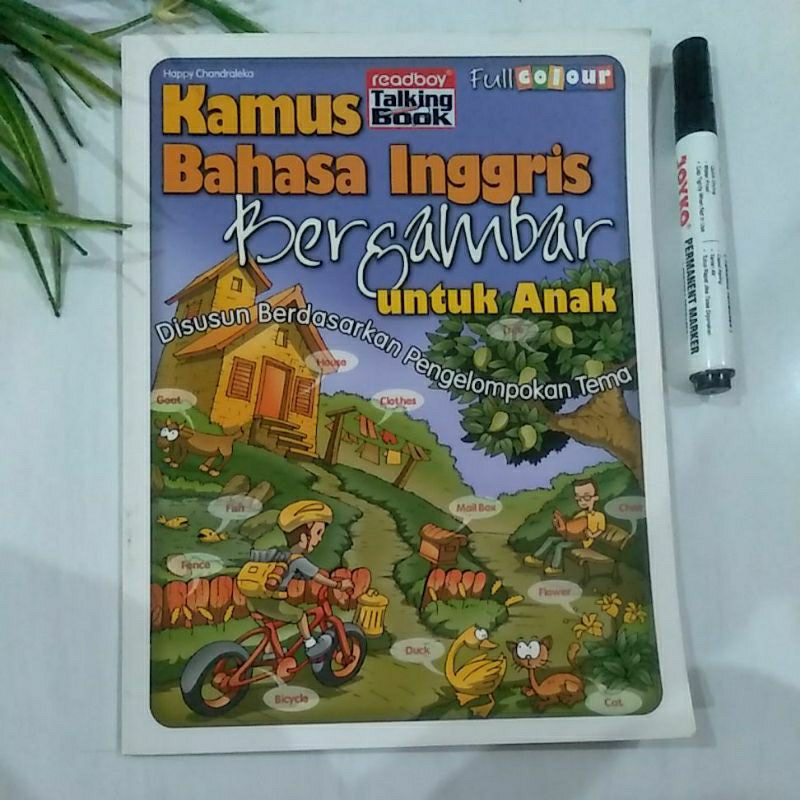 Happy Chandraleka
readboy
Talking
Book
Full colour
Kamus
Bahasa Inggris
Bergambar
untuk Anak
Disusun Berdasarkan Pengelompokan Tema
Tree
House
Goat
Clothes
Fish
Mail Box
Chair
Fence
Flower
Duck
Bicycle
Cat
JOYKO
PERMANENT MARKER